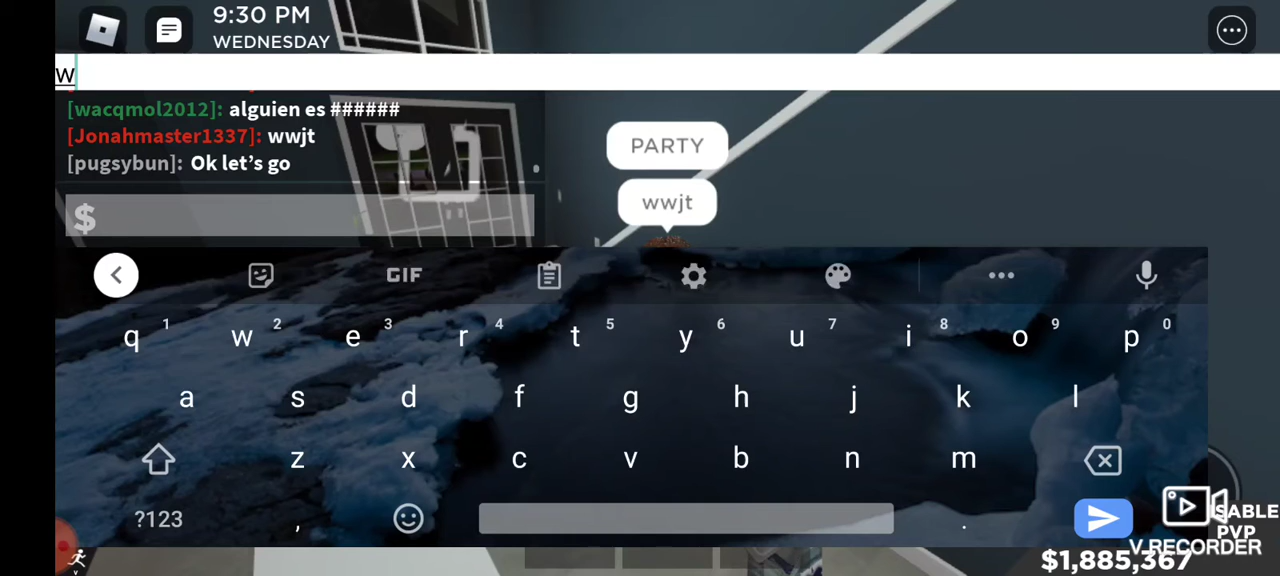 9:30 PM
WEDNESDAY
w
[wacqmol2012]: alguien es ######
[Jonahmaster1337]: wwjt
[pugsybun]: Ok let's go
PARTY
wwjt
$
GIF
q 1 w 2 e 3 r 4 t 5 y 6 u 7 i 8 o 9 p 0
a s d f g h j k l
z x c v b n m
?123 , .
PVP
V.RECORDER
$1,885,367